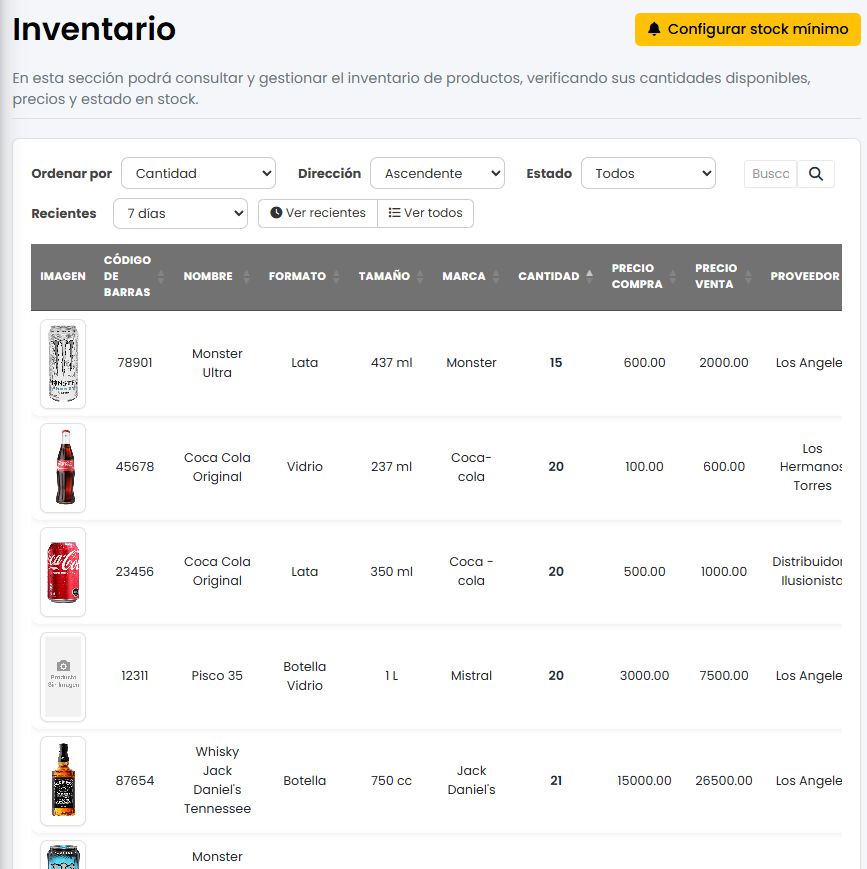 Inventario
Configurar stock mínimo
En esta sección podrá consultar y gestionar el inventario de productos, verificando sus cantidades disponibles,
precios y estado en stock.
Ordenar por Cantidad Dirección Ascendente Estado Todos Busca
Recientes 7 días Ver recientes Ver todos
IMAGEN CÓDIGO DE BARRAS NOMBRE FORMATO TAMAÑO MARCA CANTIDAD PRECIO COMPRA PRECIO VENTA PROVEEDOR
78901 Monster Ultra Lata 437 ml Monster 15 600.00 2000.00 Los Angele
45678 Coca Cola Original Vidrio 237 ml Coca-cola 20 100.00 600.00 Los Hermanos Torres
23456 Coca Cola Original Lata 350 ml Coca - cola 20 500.00 1000.00 Distribuidor Ilusionista
Producto
Sin Imagen
12311 Pisco 35 Botella Vidrio 1 L Mistral 20 3000.00 7500.00 Los Angele
87654 Whisky Jack Daniel's Tennessee Botella 750 cc Jack Daniel's 21 15000.00 26500.00 Los Angele
Monster